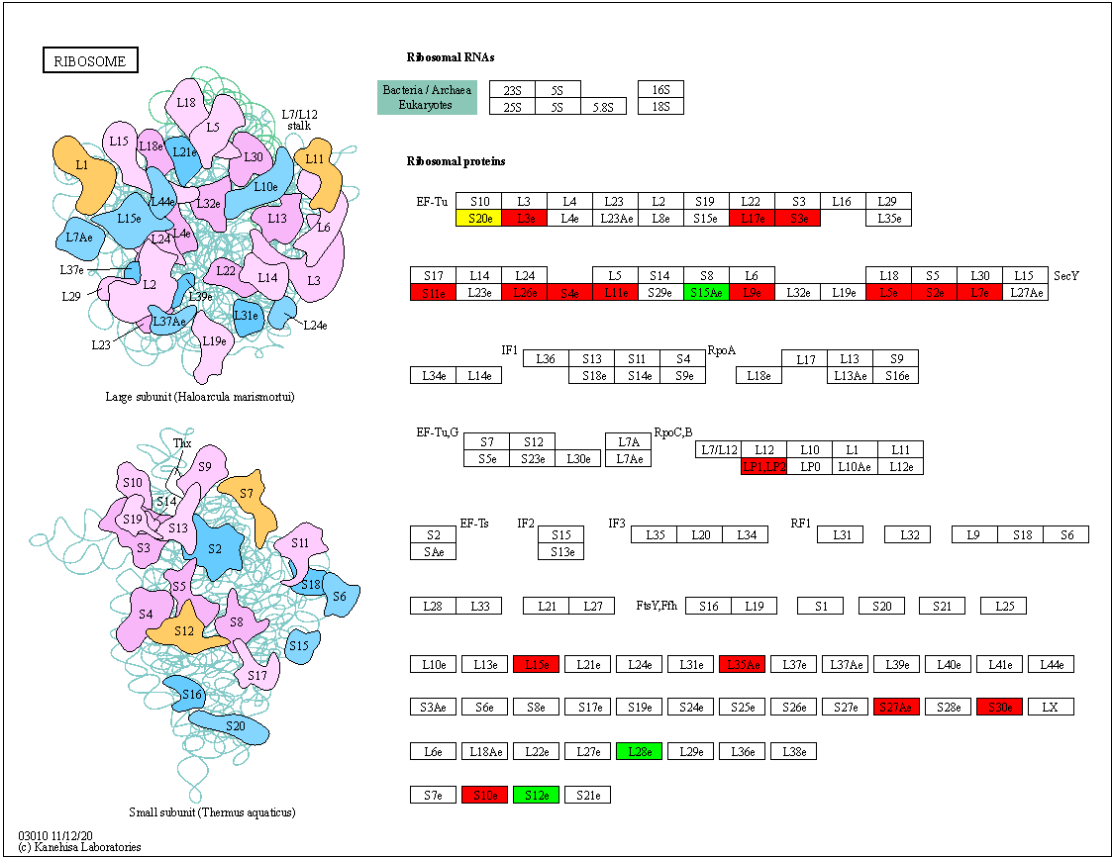 RIBOSOME
Ribosomal RNAs
Bacteria / Archaea
Eukaryotes
23S 5S 16S
25S 5S 5.8S 18S
Ribosomal proteins
EF-Tu S10 L3 L4 L23 L2 S19 L22 S3 L16 L29
S20e L3e L4e L23Ae L8e S15e L17e S3e L35e
S17 L14 L24 L5 S14 S8 L6 L18 S5 L30 L15 SecY
S11e L23e L26e S4e L11e S29e S15Ae L9e L32e L19e L5e S2e L7e L27Ae
IF1 L36 S13 S11 S4 RpoA L17 L13 S9
L34e L14e S18e S14e S9e L18e L13Ae S16e
EF-Tu,G S7 S12 L7A RpoC,B L7/L12 L12 L10 L1 L11
S5e S23e L30e L7Ae LP1,LP2 LP0 L10Ae L12e
S2 EF-Ts IF2 S15 IF3 L35 L20 L34 RF1 L31 L32 L9 S18 S6
SAe S13e
L28 L33 L21 L27 FtsY,Ffh S16 L19 S1 S20 S21 L25
L10e L13e L15e L21e L24e L31e L35Ae L37e L37Ae L39e L40e L41e L44e
S3Ae S6e S8e S17e S19e S24e S25e S26e S27e S27Ae S28e S30e LX
L6e L18Ae L22e L27e L28e L29e L36e L38e
S7e S10e S12e S21e
L18
L5
L7/L12
stalk
L15
L18e
L21e
L30
L11
L1
L10e
L44e
L32e
L15e
L13
L6
L7Ae
L24
L4e
L37e
L22
L14
L3
L2
L29
L39e
L37Ae
L31e
L24e
L23
L19e
Large subunit (Haloarcula marismortui)
Thx
S9
S10
S7
S14
S19
S13
S3
S2
S11
S5
S18
S6
S4
S12
S8
S15
S17
S16
S20
Small subunit (Thermus aquaticus)
03010 11/12/20
(c) Kanehisa Laboratories